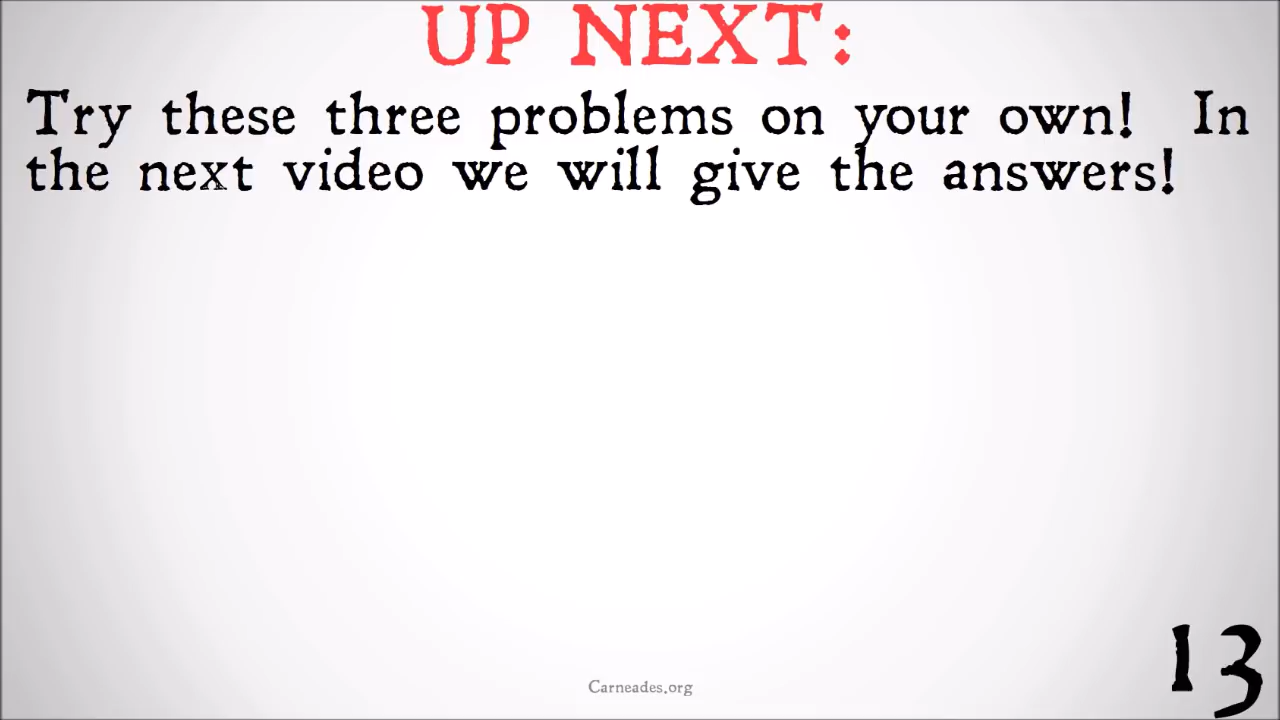 UP NEXT:
Try these three problems on your own! In
the next video we will give the answers!
Carneades.org
13